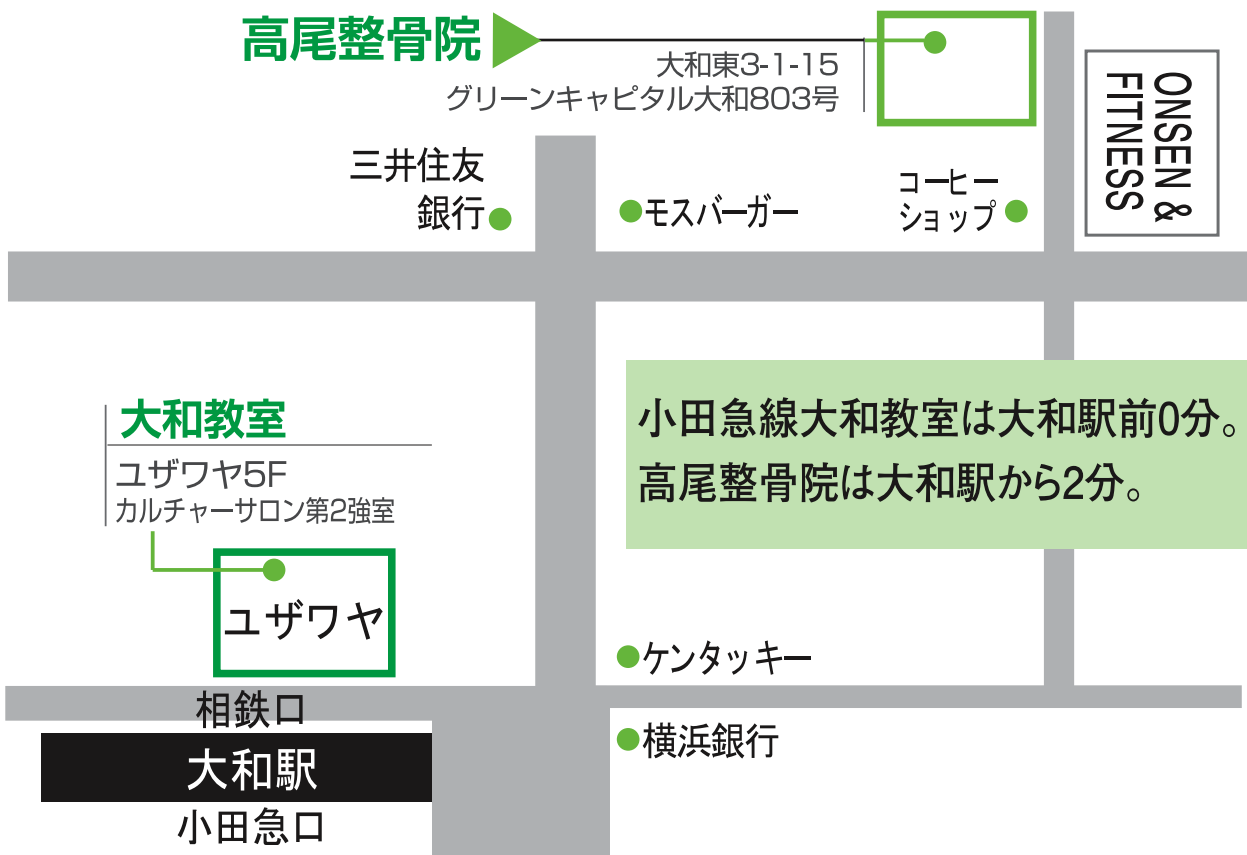 高尾整骨院
大和東3-1-15
グリーンキャピタル大和803号
ONSEN &
FITNESS
三井住友
銀行
モスバーガー
コーヒー
ショップ
大和教室
ユザワヤ5F
カルチャーサロン第2強室
小田急線大和教室は大和駅前0分。
高尾整骨院は大和駅から2分。
ユザワヤ
ケンタッキー
相鉄口
横浜銀行
大和駅
小田急口